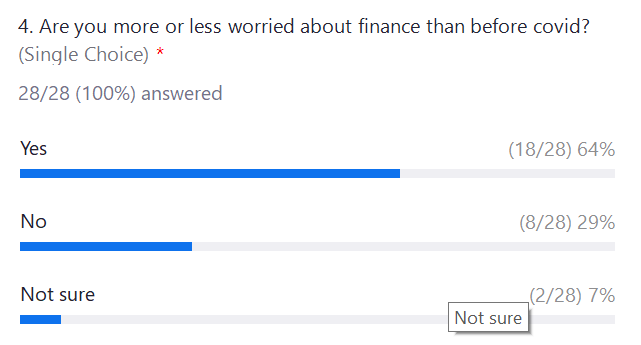 4. Are you more or less worried about finance than before covid?
(Single Choice) *
28/28 (100%) answered
Yes (18/28) 64%
No (8/28) 29%
Not sure (2/28) 7%
Not sure